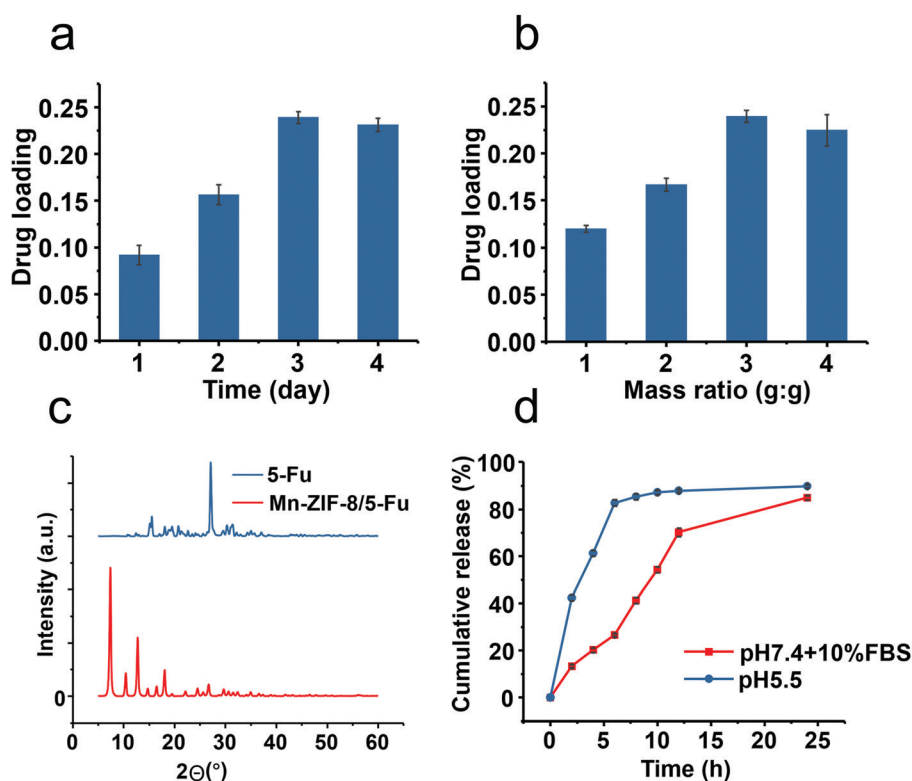 a
0.25
0.20
0.15
0.10
0.05
0.00
Drug loading
1 2 3 4
Time (day)
b
0.25
0.20
0.15
0.10
0.05
0.00
Drug loading
1 2 3 4
Mass ratio (g:g)
c
5-Fu
Mn-ZIF-8/5-Fu
Intensity (a.u.)
0
0 10 20 30 40 50 60
2Θ(°)
d
100
80
60
40
20
0
Cumulative release (%)
pH7.4+10%FBS
pH5.5
0 5 10 15 20 25
Time (h)